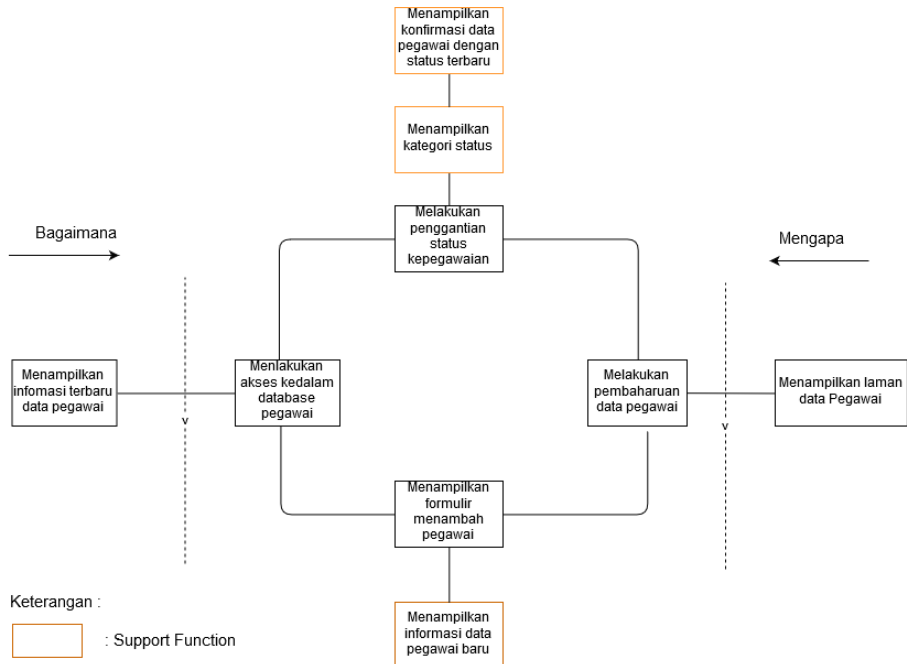 Menampilkan
konfirmasi data
pegawai dengan
status terbaru
Menampilkan
kategori status
Melakukan
penggantian
status
kepegawaian
Bagaimana
Mengapa
Menampilkan
infomasi terbaru
data pegawai
Menlakukan
akses kedalam
database
pegawai
Melakukan
pembaharuan
data pegawai
Menampilkan laman
data Pegawai
v
v
Menampilkan
formulir
menambah
pegawai
Menampilkan
informasi data
pegawai baru
Keterangan :
: Support Function